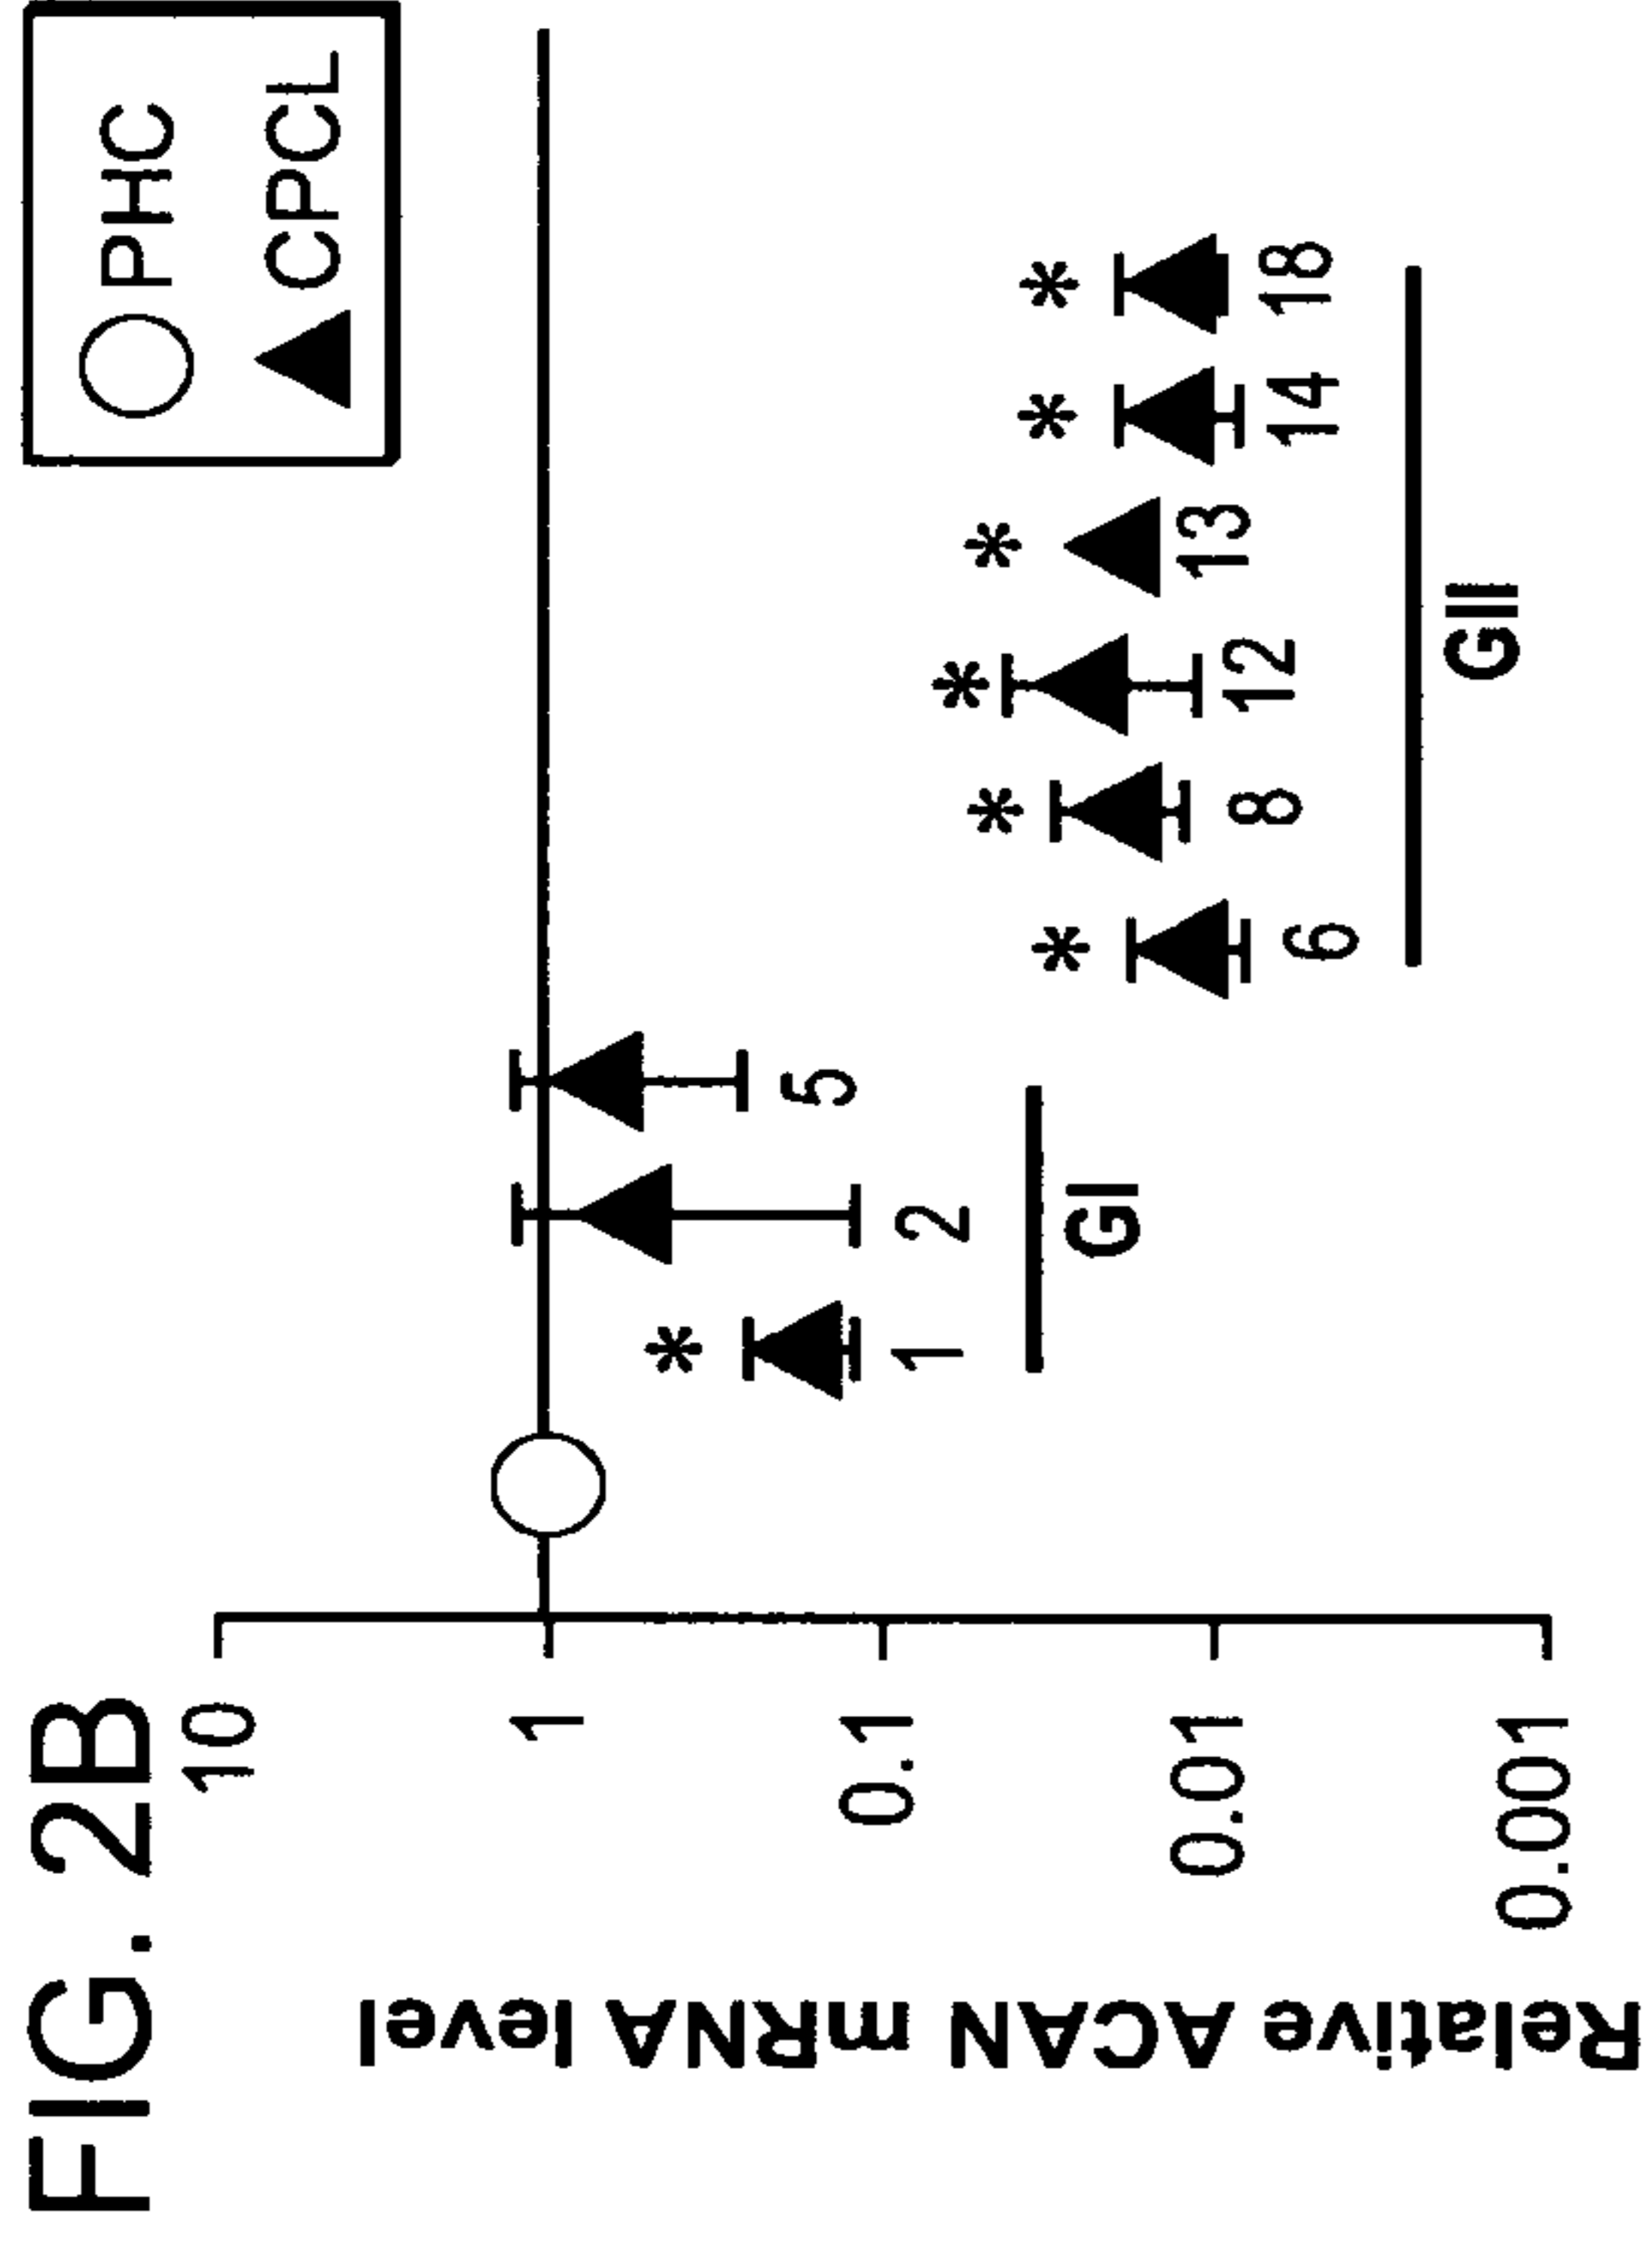 FIG. 2B
PHC
CPCL
Relative ACAN mRNA level
10
1
0.1
0.01
0.001
* * * * * * *
1 2 5 6 8 12 13 14 18
GI GII